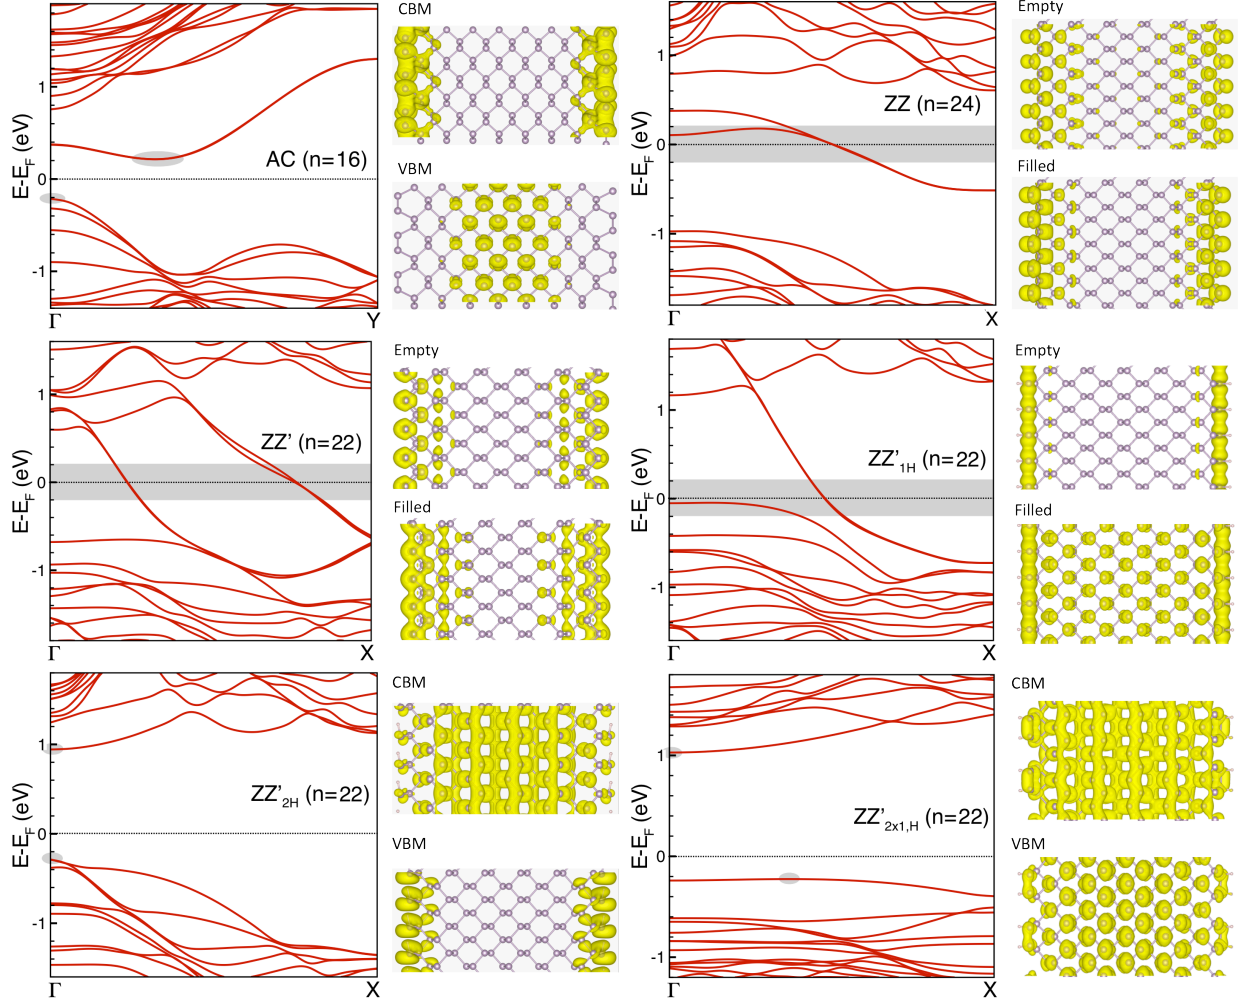 CBM
Empty
1
E-E_F (eV)
AC (n=16)
0
-1
Γ
Y
VBM
1
E-E_F (eV)
ZZ (n=24)
0
-1
Γ
X
Filled
Empty
1
E-E_F (eV)
ZZ' (n=22)
0
-1
Γ
X
Filled
Empty
1
E-E_F (eV)
ZZ'_1H (n=22)
0
-1
Γ
X
Filled
CBM
1
E-E_F (eV)
ZZ'_2H (n=22)
0
-1
Γ
X
VBM
CBM
1
E-E_F (eV)
ZZ'_2x1,H (n=22)
0
-1
Γ
X
VBM